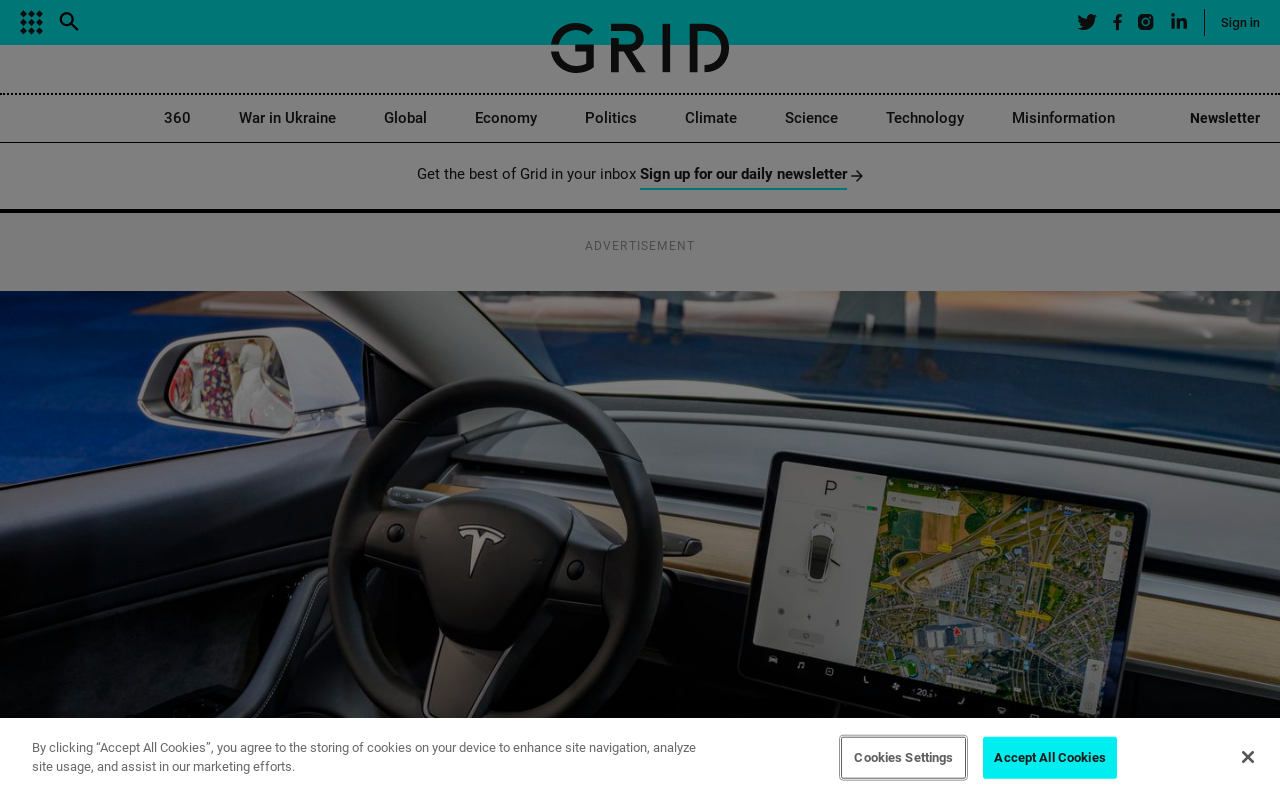 Sign in
GRID
360 War in Ukraine Global Economy Politics Climate Science Technology Misinformation Newsletter
Get the best of Grid in your inbox Sign up for our daily newsletter
ADVERTISEMENT
P
20.5
By clicking “Accept All Cookies”, you agree to the storing of cookies on your device to enhance site navigation, analyze
site usage, and assist in our marketing efforts.
Cookies Settings
Accept All Cookies